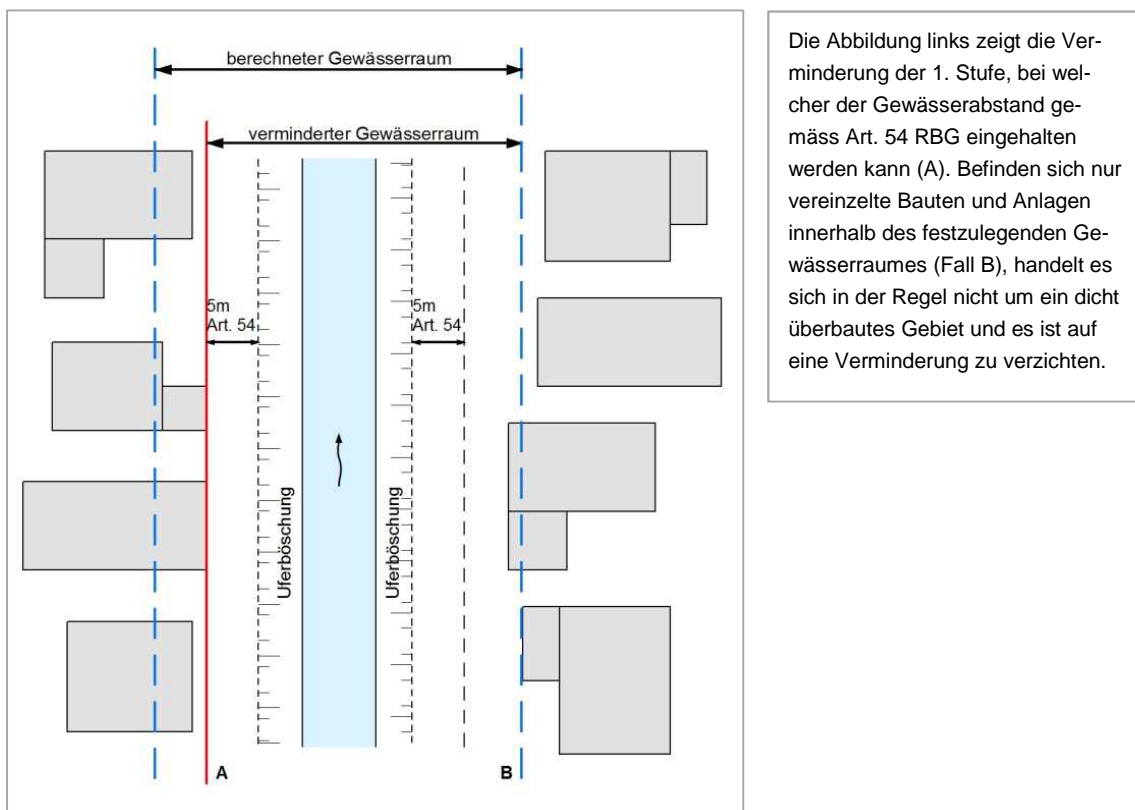 berechneter Gewässerraum
verminderter Gewässerraum
5m
Art. 54
5m
Art. 54
Uferböschung
Uferböschung
A
B
Die Abbildung links zeigt die Ver-
minderung der 1. Stufe, bei wel-
cher der Gewässerabstand ge-
mäss Art. 54 RBG eingehalten
werden kann (A). Befinden sich nur
vereinzelte Bauten und Anlagen
innerhalb des festzulegenden Ge-
wässerraumes (Fall B), handelt es
sich in der Regel nicht um ein dicht
überbautes Gebiet und es ist auf
eine Verminderung zu verzichten.